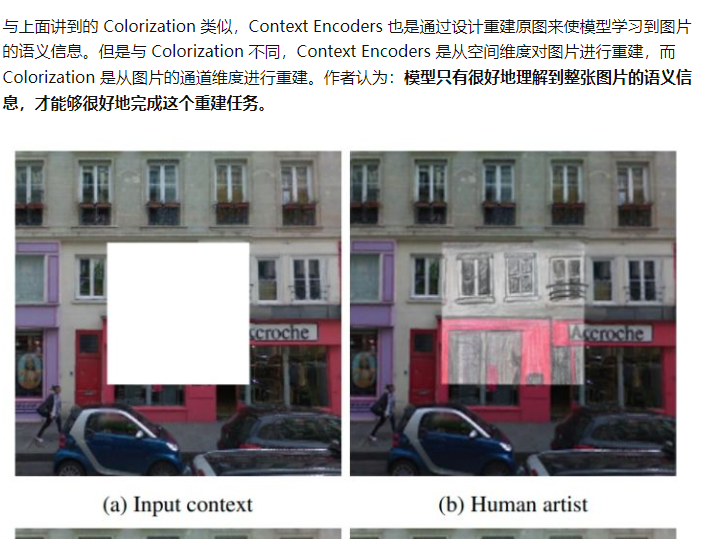 与上面讲到的 Colorization 类似，Context Encoders 也是通过设计重建原图来使模型学习到图片
的语义信息。但是与 Colorization 不同，Context Encoders 是从空间维度对图片进行重建，而
Colorization 是从图片的通道维度进行重建。作者认为：模型只有很好地理解到整张图片的语义信
息，才能够很好地完成这个重建任务。
ccroche
Accroche
(a) Input context
(b) Human artist